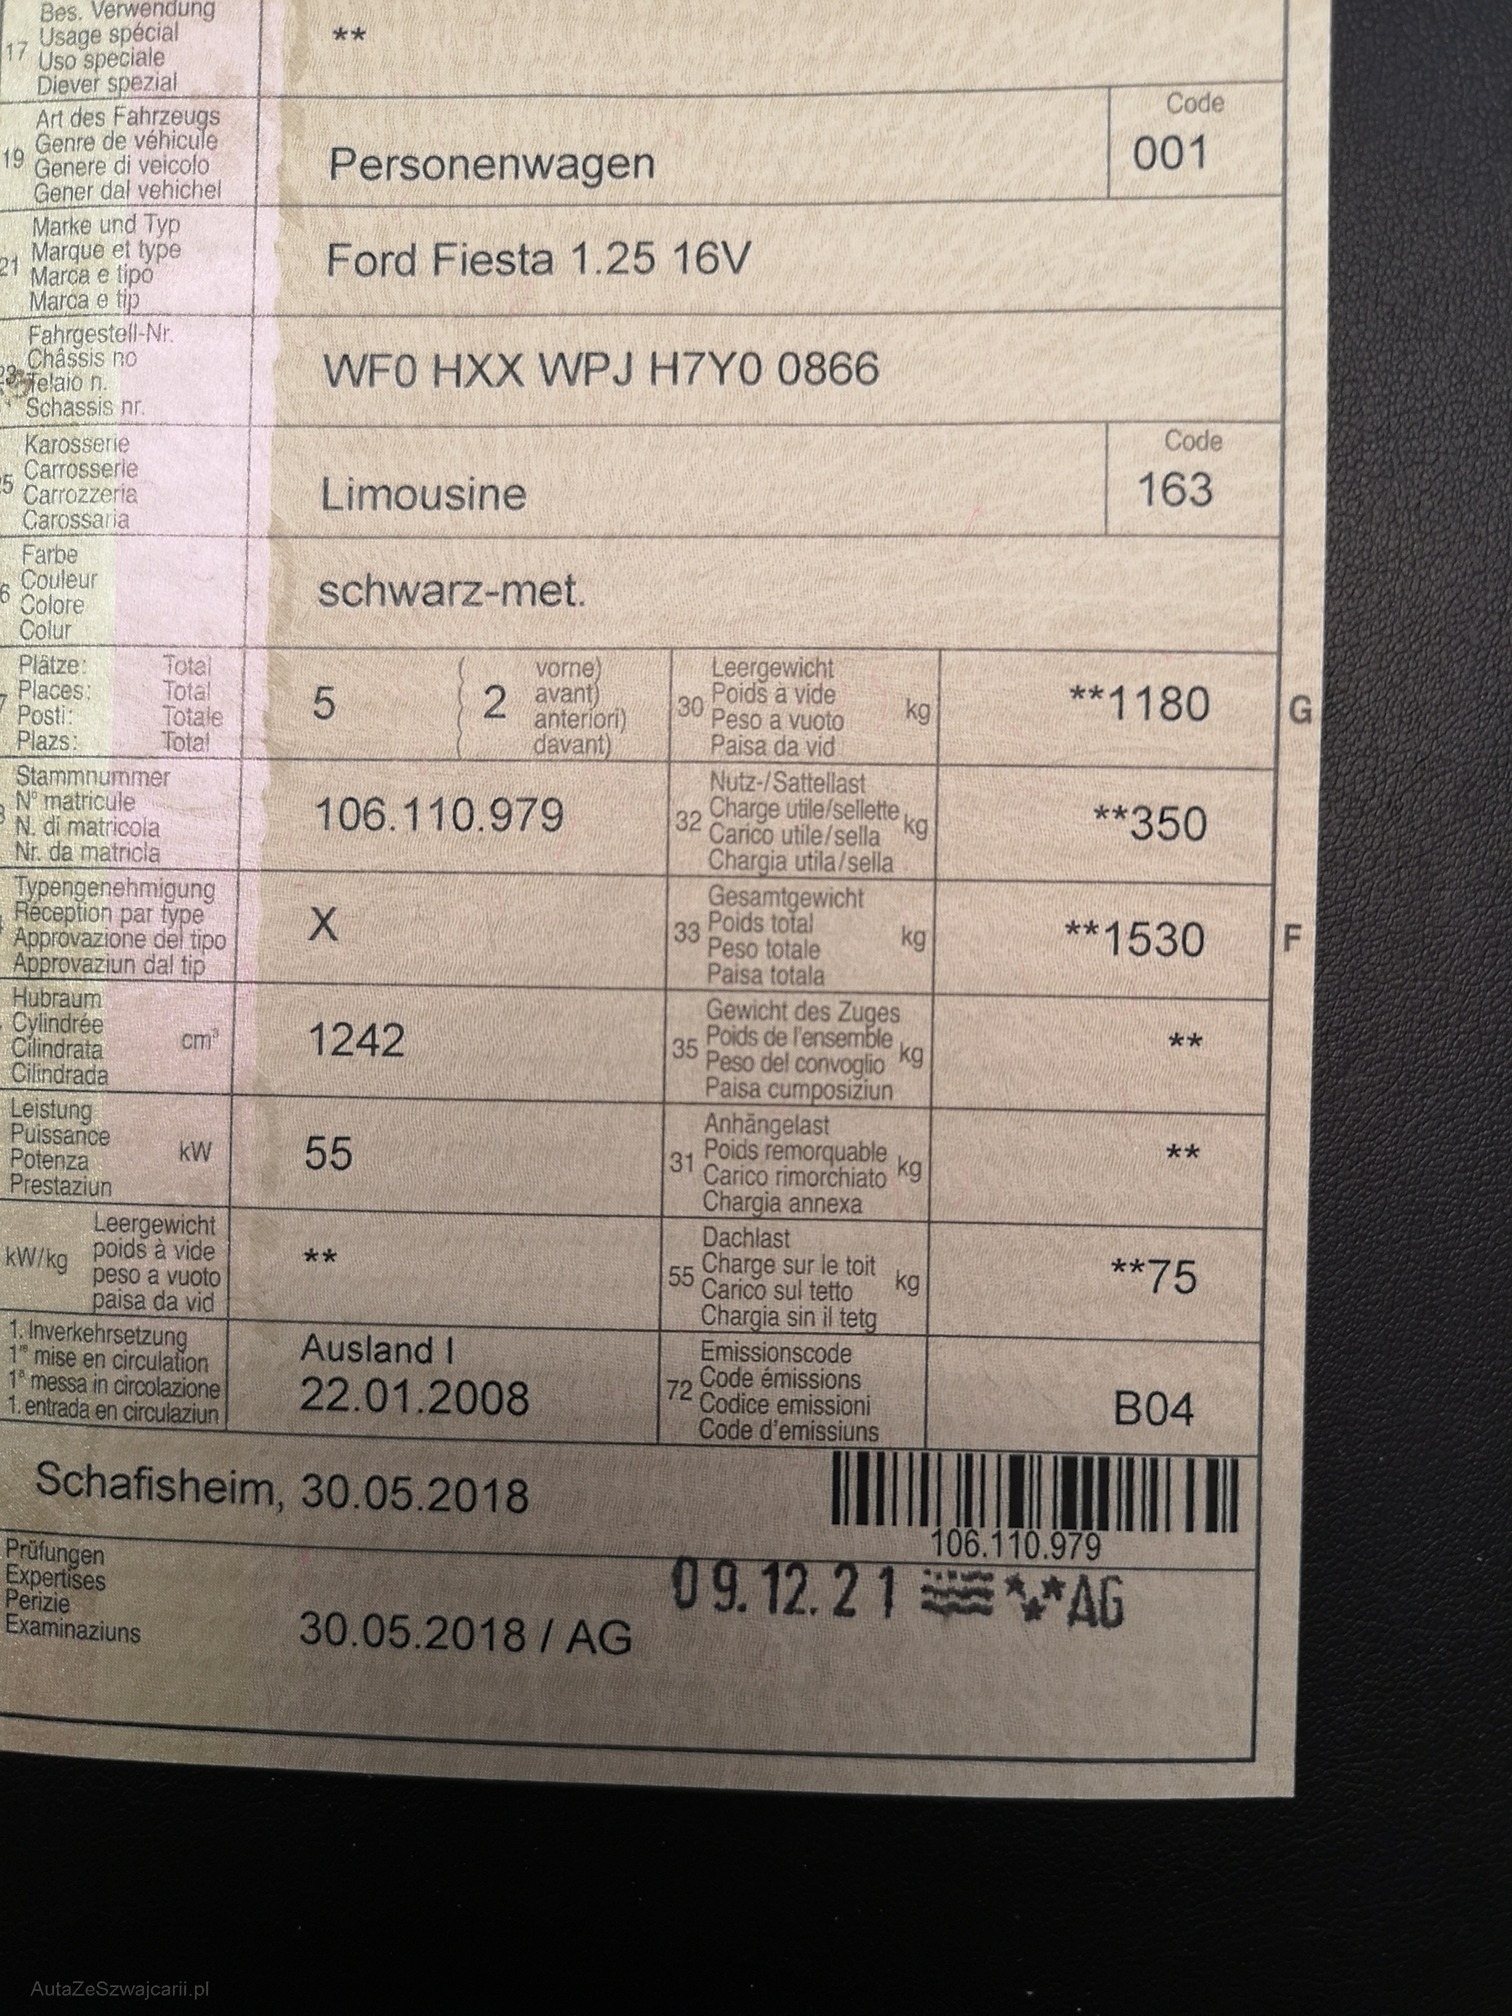 Bes. Verwendung
17 Usage spécial **
Uso speciale
Diever spezial
Art des Fahrzeugs Code
19 Genre de véhicule Personenwagen 001
Genere di veicolo
Gener dal vehichel
Marke und Typ
21 Marque et type Ford Fiesta 1.25 16V
Marca e tipo
Marca e tip
Fahrgestell-Nr.
23 Châssis no WF0 HXX WPJ H7Y0 0866
Telaio n.
Schassis nr.
Karosserie Code
5 Carrosserie Limousine 163
Carrozzeria
Carossaria
Farbe
6 Couleur schwarz-met.
Colore
Colur
Plätze: Total vorne) Leergewicht
7 Places: Total 5 ( 2 avant) 30 Poids à vide kg **1180 G
Posti: Totale anteriori) Peso a vuoto
Plazs: Total davant) Paisa da vid
Stammnummer Nutz-/Sattellast
N° matricule 106.110.979 32 Charge utile/sellette kg **350
N. di matricola Carico utile/sella
Nr. da matricla Chargia utila/sella
Typengenehmigung Gesamtgewicht
Réception par type X 33 Poids total kg **1530 F
Approvazione del tipo Peso totale
Approvaziun dal tip Paisa totala
Hubraum Gewicht des Zuges
Cylindrée cm³ 1242 35 Poids de l'ensemble kg **
Cilindrata Peso del convoglio
Cilindrada Paisa cumposiziun
Leistung Anhängelast
Puissance kW 55 31 Poids remorquable kg **
Potenza Carico rimorchiato
Prestaziun Chargia annexa
Leergewicht Dachlast
kW/kg poids à vide ** 55 Charge sur le toit kg **75
peso a vuoto Carico sul tetto
paisa da vid Chargia sin il tetg
1. Inverkehrsetzung Ausland I Emissionscode
1re mise en circulation 22.01.2008 72 Code émissions B04
1a messa in circolazione Codice emissioni
1. entrada en circulaziun Code d'emissiuns
Schafisheim, 30.05.2018
106.110.979
Prüfungen 09.12.21 AG
Expertises
Perizie 30.05.2018 / AG
Examinaziuns
AutaZeSzwajcarii.pl